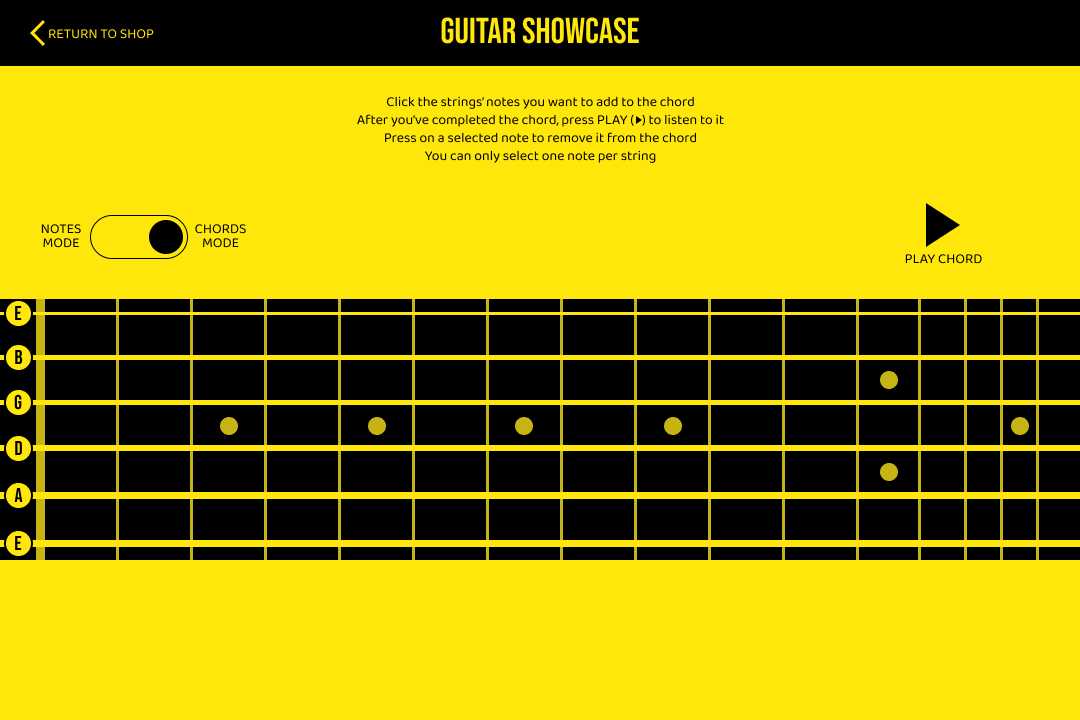 RETURN TO SHOP
GUITAR SHOWCASE
Click the strings' notes you want to add to the chord
After you've completed the chord, press PLAY (▶) to listen to it
Press on a selected note to remove it from the chord
You can only select one note per string
NOTES
MODE
CHORDS
MODE
PLAY CHORD
E
B
G
D
A
E